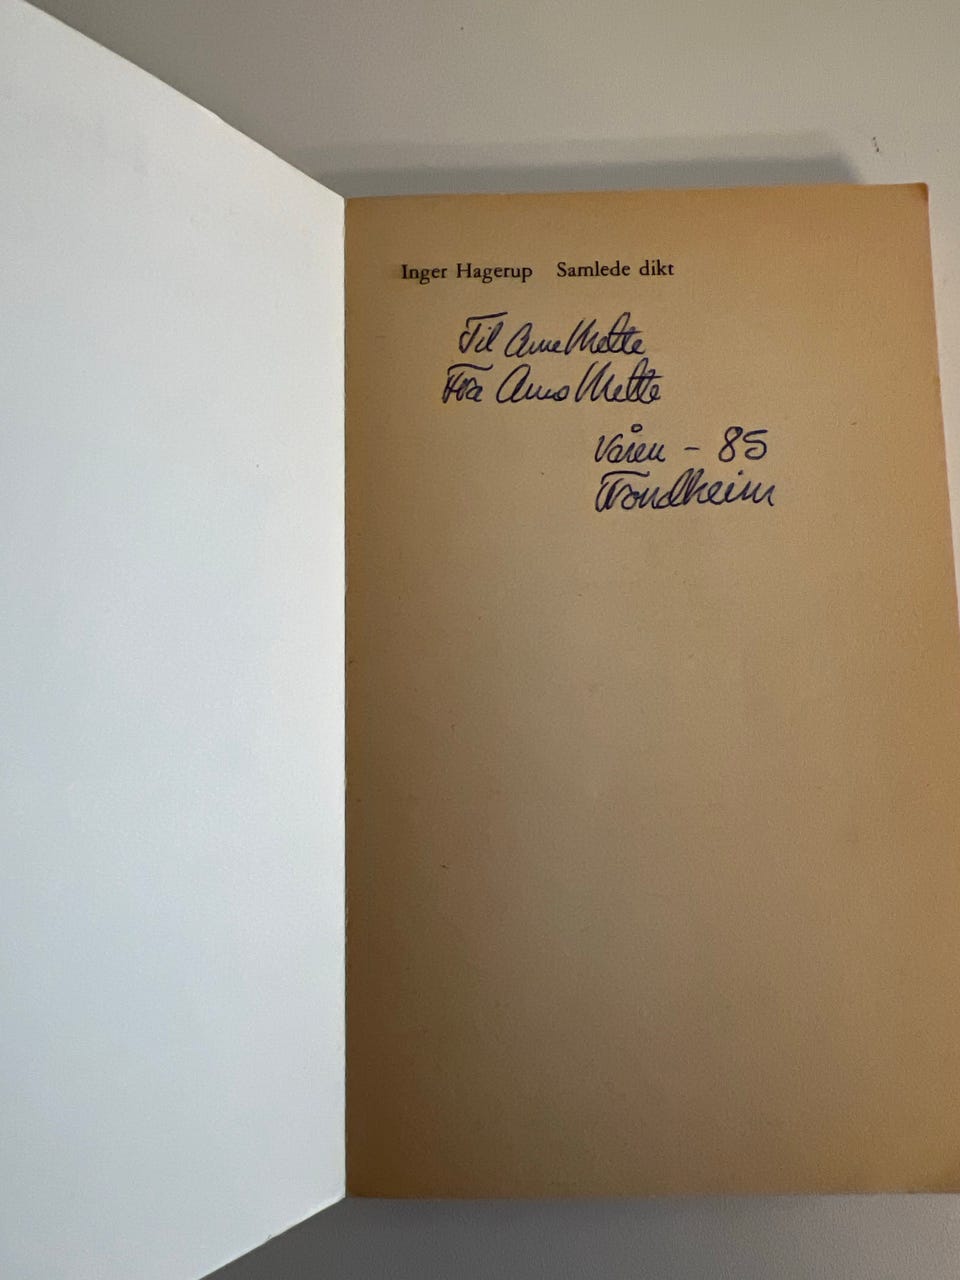 Inger Hagerup Samlede dikt
Til Anne Mette
Fra Anne Mette
Våren - 85
Trondheim